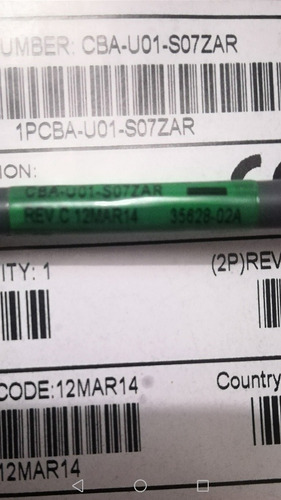 UMBER: CBA-U01-S07ZAR
1PCBA-U01-S07ZAR
ION:
CBA-U01-S07ZAR
REV C 12MAR14 35628-02A
ITY: 1
(2P)REV
CODE:12MAR14
Country
12MAR14